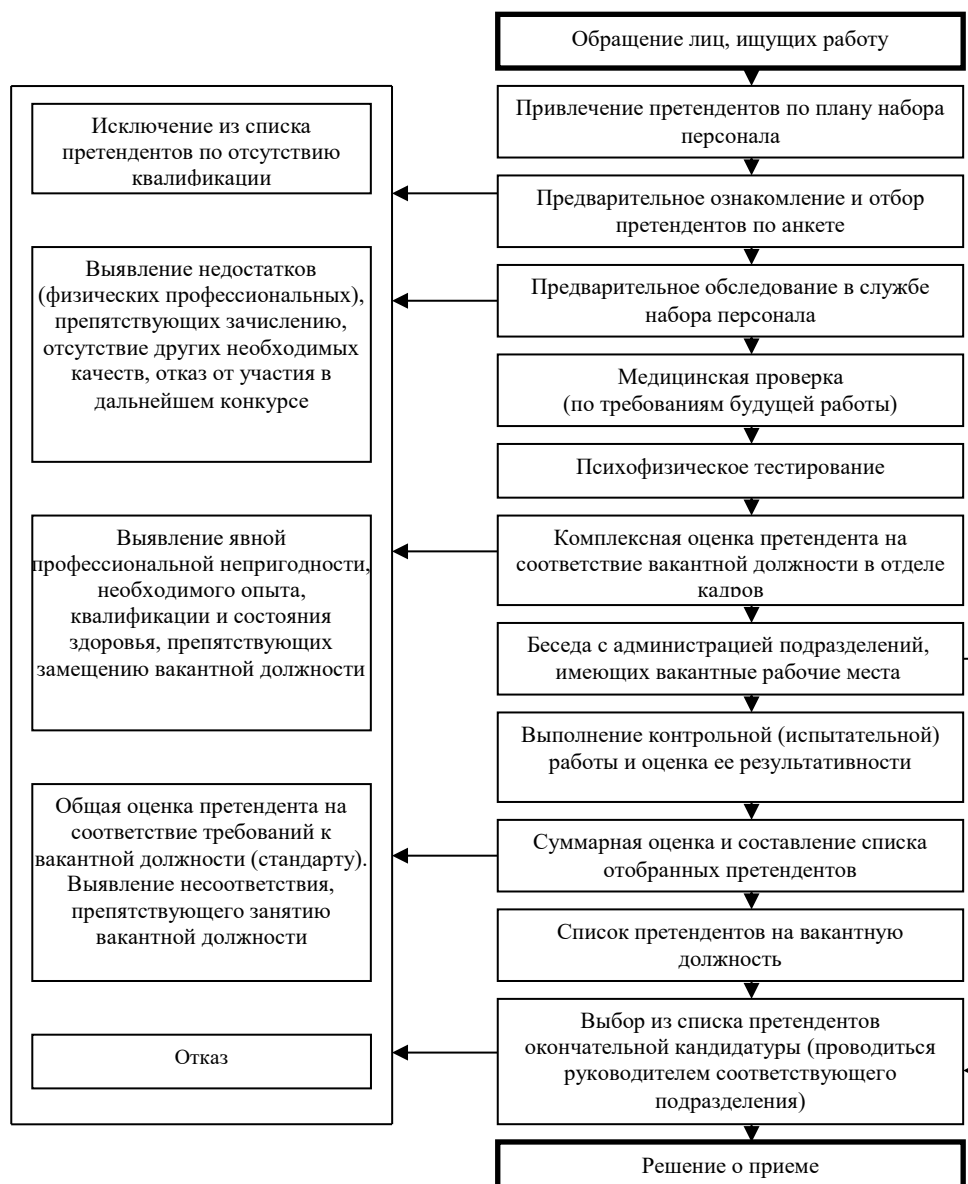 Обращение лиц, ищущих работу
Привлечение претендентов по плану набора
персонала
Предварительное ознакомление и отбор
претендентов по анкете
Предварительное обследование в службе
набора персонала
Медицинская проверка
(по требованиям будущей работы)
Психофизическое тестирование
Комплексная оценка претендента на
соответствие вакантной должности в отделе
кадров
Беседа с администрацией подразделений,
имеющих вакантные рабочие места
Выполнение контрольной (испытательной)
работы и оценка ее результативности
Суммарная оценка и составление списка
отобранных претендентов
Список претендентов на вакантную
должность
Выбор из списка претендентов
окончательной кандидатуры (проводиться
руководителем соответствующего
подразделения)
Решение о приеме
Исключение из списка
претендентов по отсутствию
квалификации
Выявление недостатков
(физических профессиональных),
препятствующих зачислению,
отсутствие других необходимых
качеств, отказ от участия в
дальнейшем конкурсе
Выявление явной
профессиональной непригодности,
необходимого опыта,
квалификации и состояния
здоровья, препятствующих
замещению вакантной должности
Общая оценка претендента на
соответствие требований к
вакантной должности (стандарту).
Выявление несоответствия,
препятствующего занятию
вакантной должности
Отказ